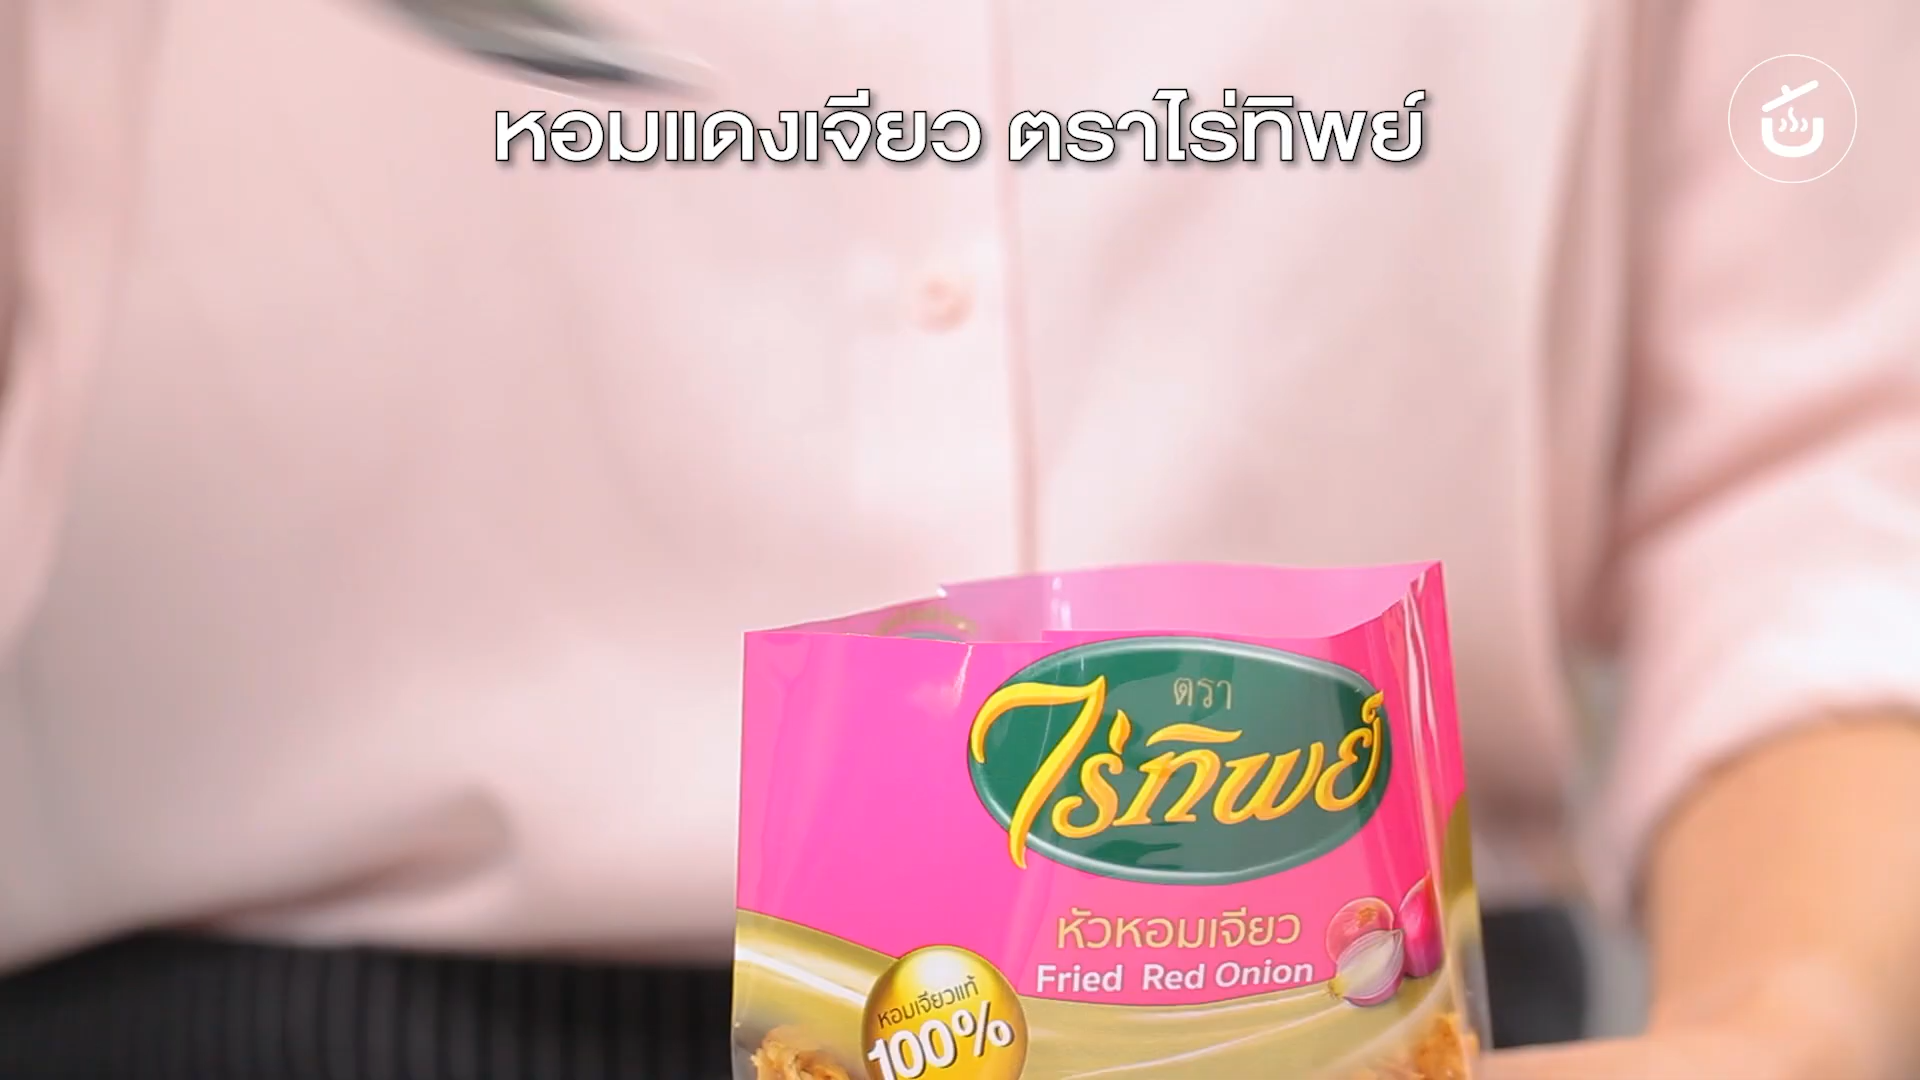 หอมแดงเจียว ตราไร่ทิพย์
ตรา
ไร่ทิพย์
หัวหอมเจียว
Fried Red Onion
หอมเจียวแท้
100%